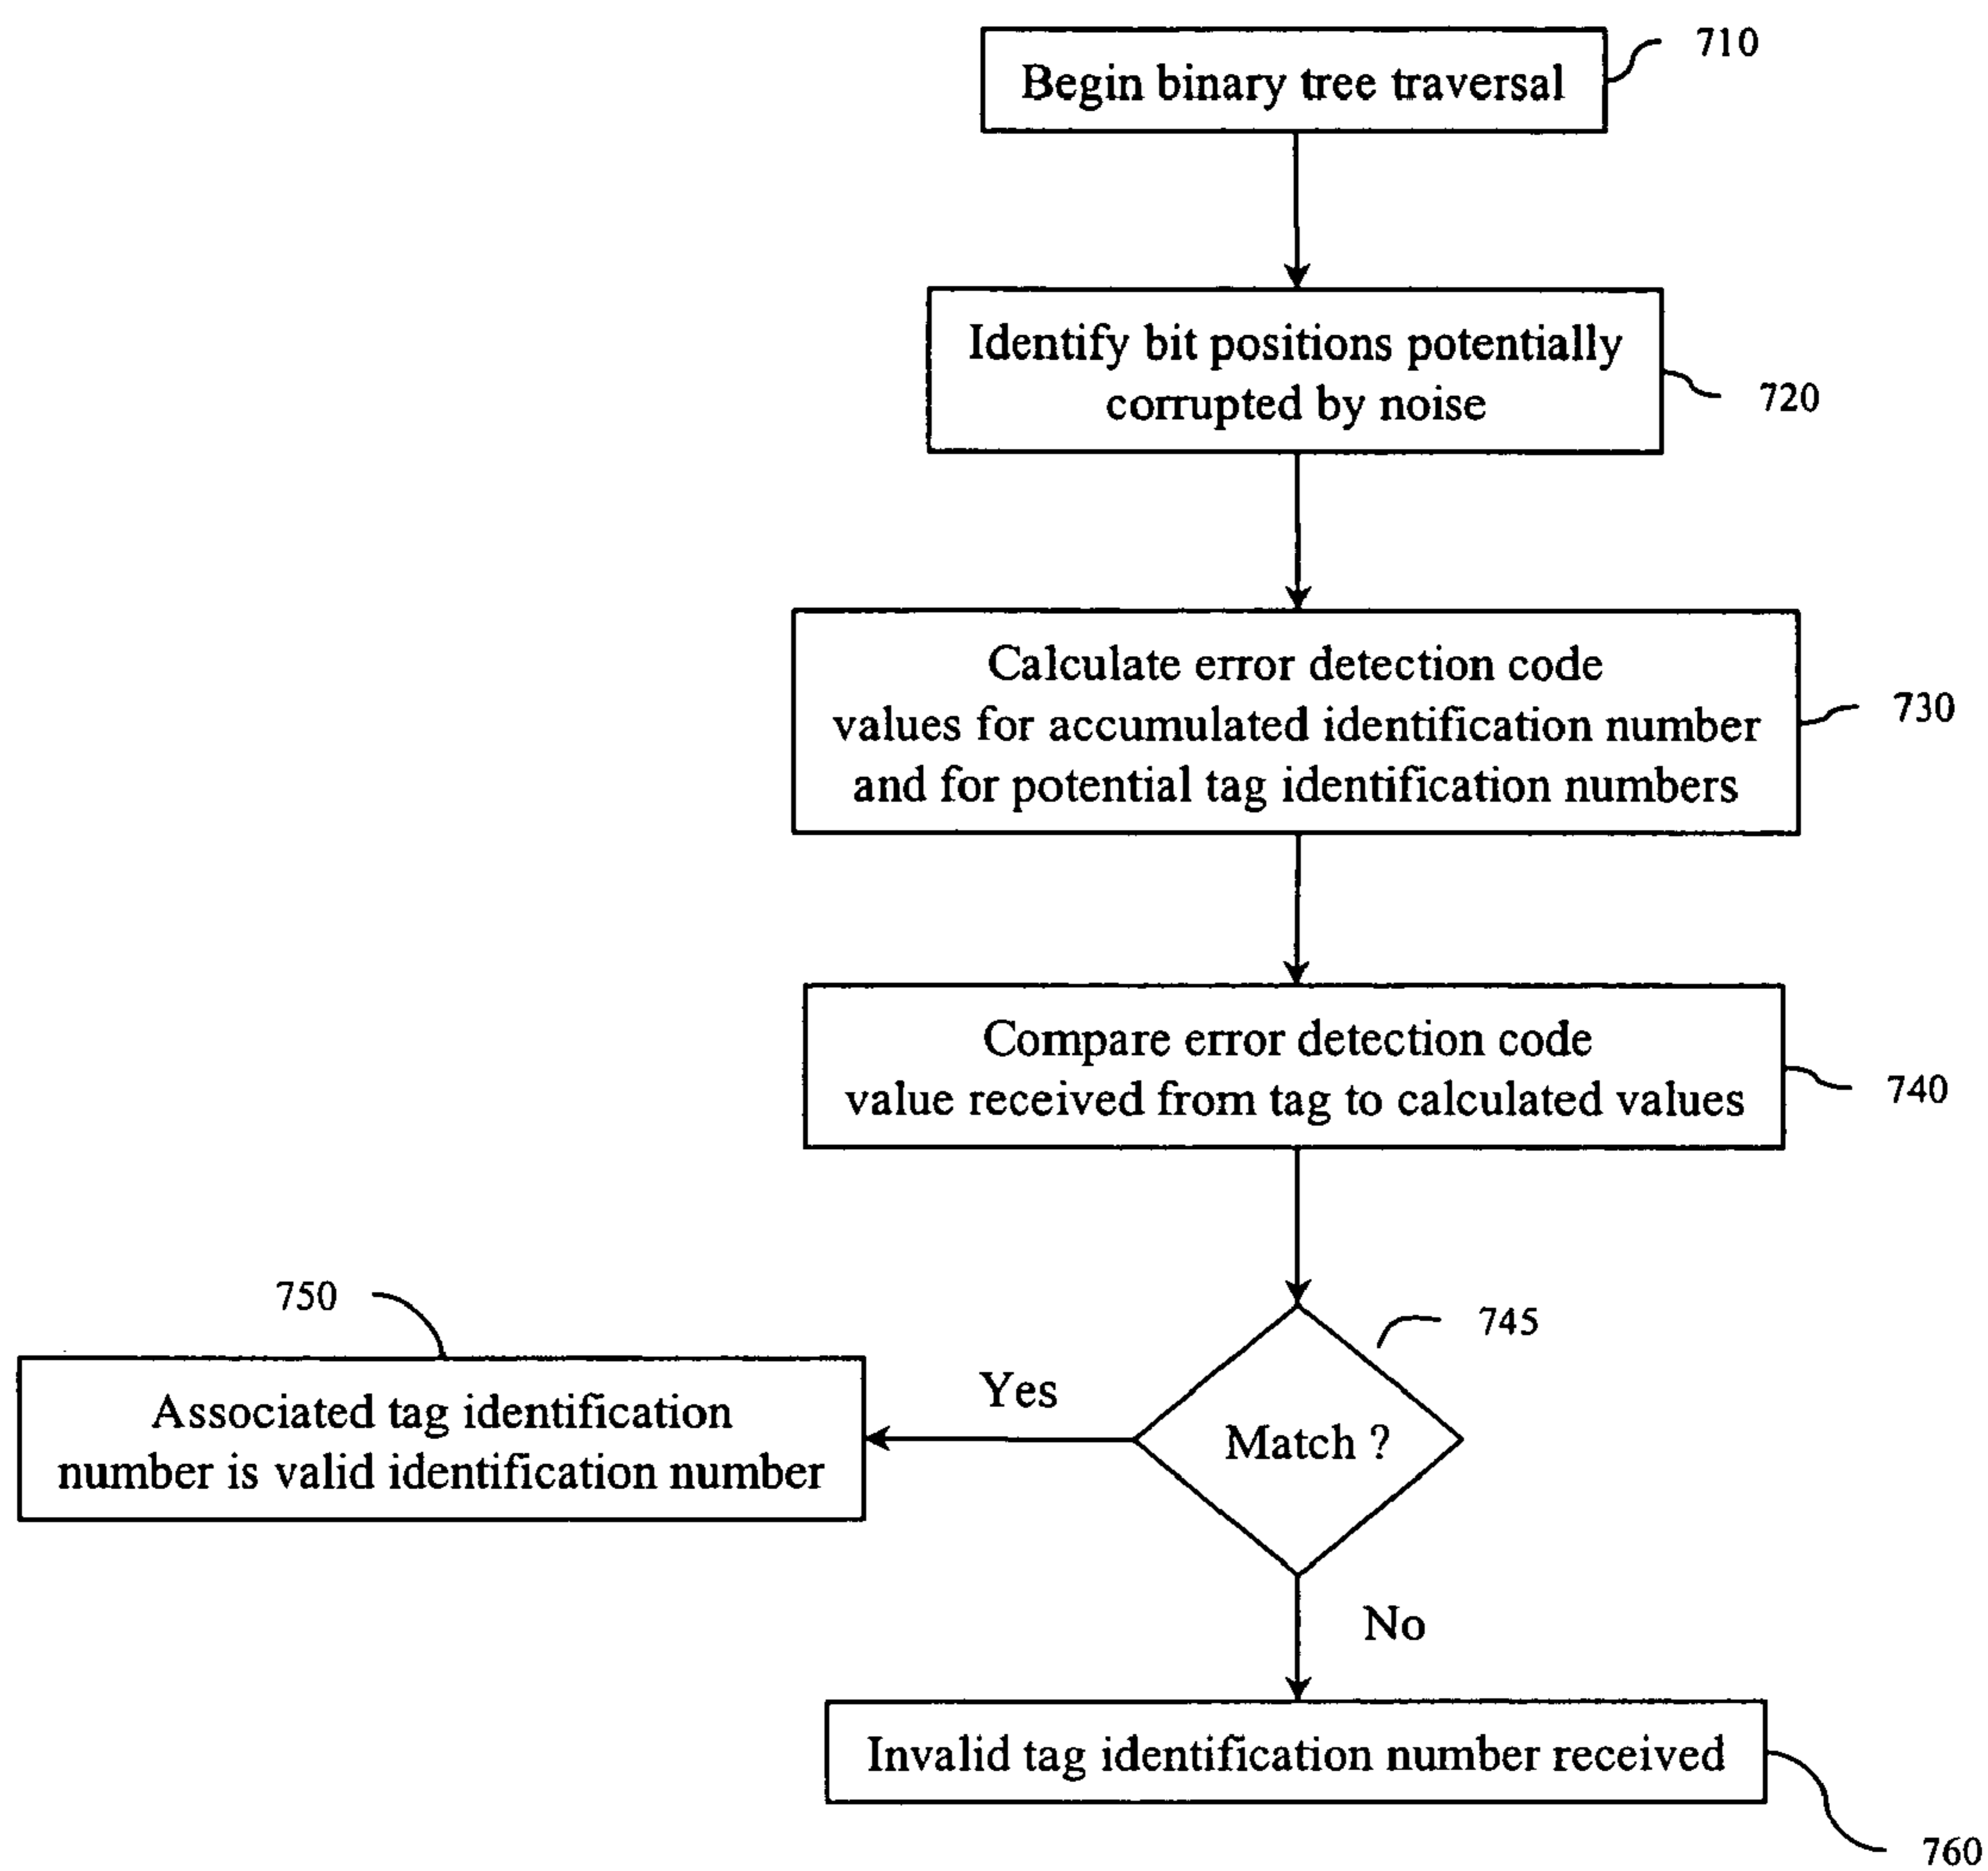 Begin binary tree traversal
710
Identify bit positions potentially
corrupted by noise
720
Calculate error detection code
values for accumulated identification number
and for potential tag identification numbers
730
Compare error detection code
value received from tag to calculated values
740
750
745
Associated tag identification
number is valid identification number
Yes
Match ?
No
Invalid tag identification number received
760